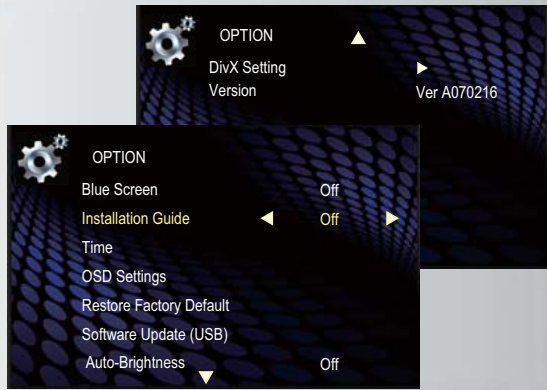 OPTION
DivX Setting
Version Ver A070216
OPTION
Blue Screen Off
Installation Guide Off
Time
OSD Settings
Restore Factory Default
Software Update (USB)
Auto-Brightness Off